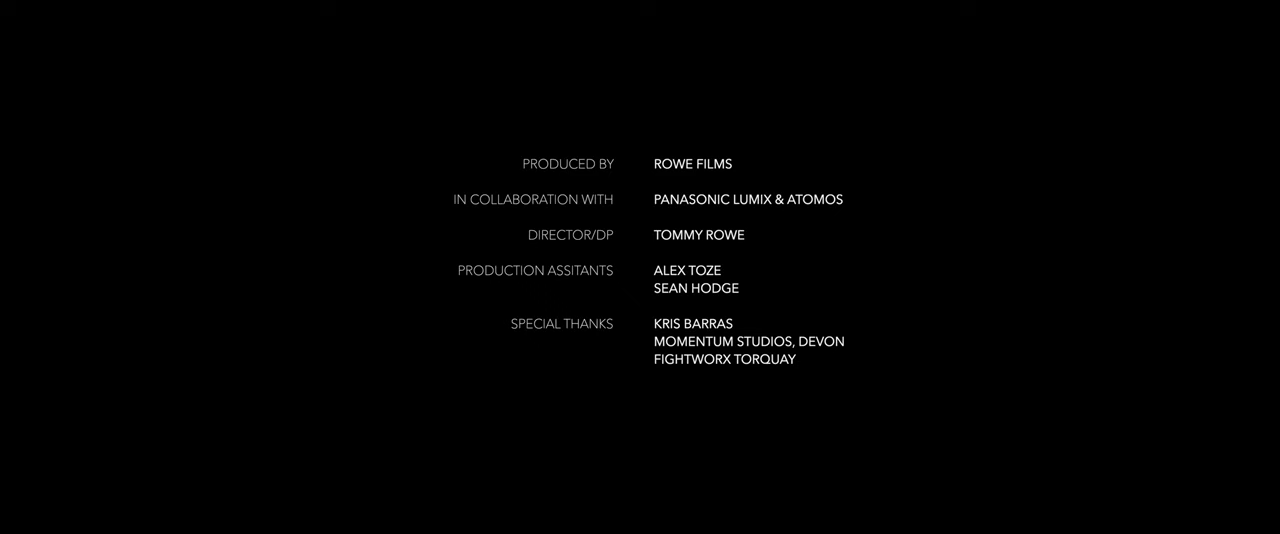 PRODUCED BY ROWE FILMS
IN COLLABORATION WITH PANASONIC LUMIX & ATOMOS
DIRECTOR/DP TOMMY ROWE
PRODUCTION ASSITANTS ALEX TOZE
SEAN HODGE
SPECIAL THANKS KRIS BARRAS
MOMENTUM STUDIOS, DEVON
FIGHTWORX TORQUAY